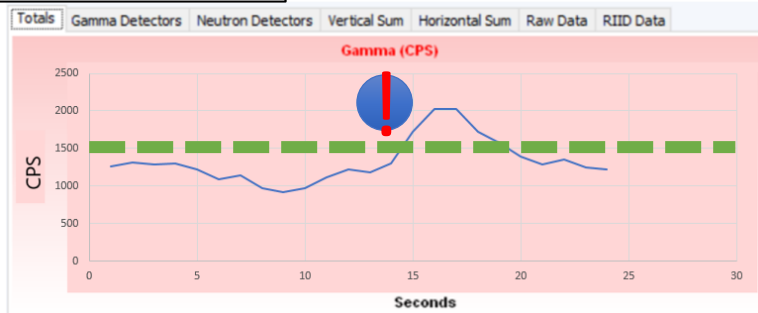 Totals Gamma Detectors Neutron Detectors Vertical Sum Horizontal Sum Raw Data RIID Data
Gamma (CPS)
2500
2000
1500
1000
500
0
CPS
0 5 10 15 20 25 30
Seconds
!